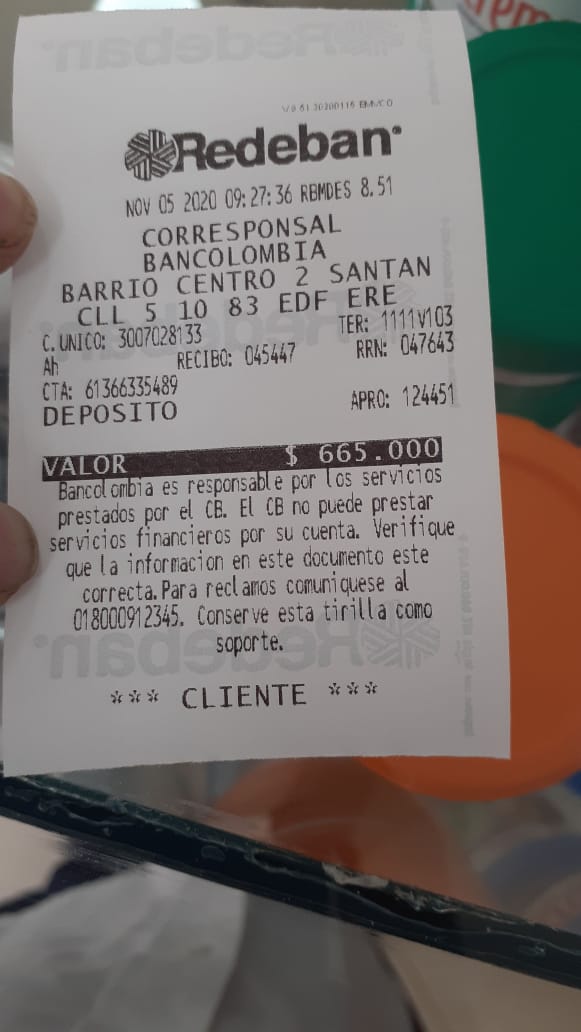 V.9.61 20200116 EMVCO
Redeban
NOV 05 2020 09:27:36 RBMDES 8.51
CORRESPONSAL
BANCOLOMBIA
BARRIO CENTRO 2 SANTAN
CLL 5 10 83 EDF ERE
C. UNICO: 3007028133 TER: 1111V103
Ah RECIBO: 045447 RRN: 047643
CTA: 61366335489
DEPOSITO APRO: 124451
VALOR $ 665.000
Bancolombia es responsable por los servicios
prestados por el CB. El CB no puede prestar
servicios financieros por su cuenta. Verifique
que la informacion en este documento este
correcta.Para reclamos comuniquese al
018000912345. Conserve esta tirilla como
soporte.
*** CLIENTE ***